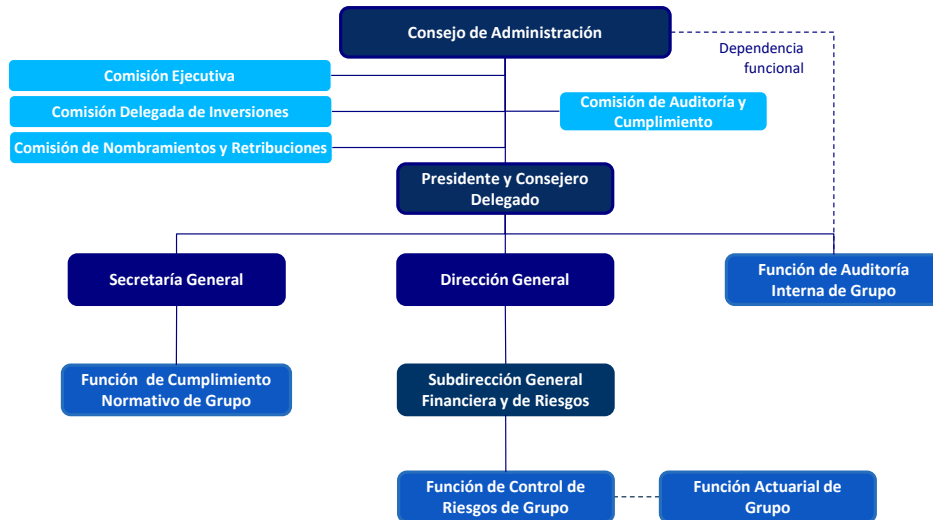 Consejo de Administración
Dependencia
funcional
Comisión Ejecutiva
Comisión Delegada de Inversiones
Comisión de Auditoría y
Cumplimiento
Comisión de Nombramientos y Retribuciones
Presidente y Consejero
Delegado
Secretaría General
Dirección General
Función de Auditoría
Interna de Grupo
Función de Cumplimiento
Normativo de Grupo
Subdirección General
Financiera y de Riesgos
Función de Control de
Riesgos de Grupo
Función Actuarial de
Grupo